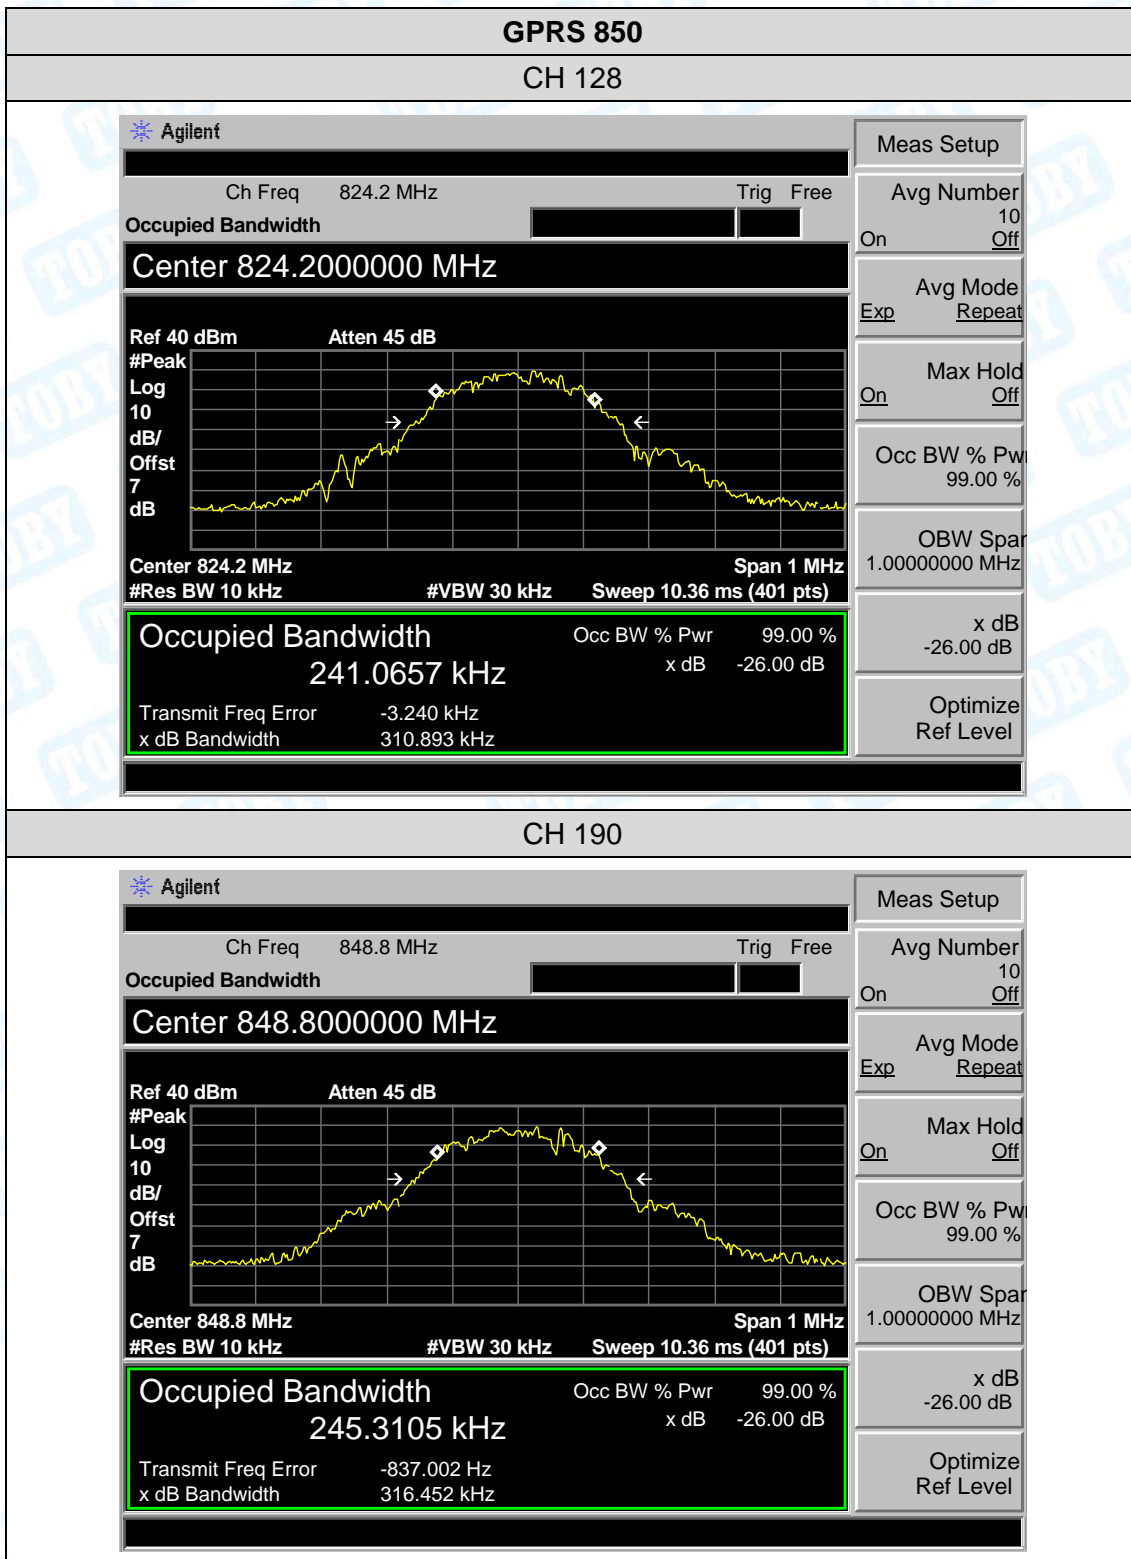 GPRS 850
CH 128
Agilent
Meas Setup
Ch Freq 824.2 MHz Trig Free
Occupied Bandwidth
Avg Number
10
On Off
Center 824.2000000 MHz
Avg Mode
Exp Repeat
Ref 40 dBm Atten 45 dB
#Peak
Log
10
dB/
Offst
7
dB
Max Hold
On Off
Occ BW % Pwr
99.00 %
OBW Span
1.00000000 MHz
Center 824.2 MHz Span 1 MHz
#Res BW 10 kHz #VBW 30 kHz Sweep 10.36 ms (401 pts)
Occupied Bandwidth Occ BW % Pwr 99.00 %
241.0657 kHz x dB -26.00 dB
Transmit Freq Error -3.240 kHz
x dB Bandwidth 310.893 kHz
x dB
-26.00 dB
Optimize
Ref Level
CH 190
Agilent
Meas Setup
Ch Freq 848.8 MHz Trig Free
Occupied Bandwidth
Avg Number
10
On Off
Center 848.8000000 MHz
Avg Mode
Exp Repeat
Ref 40 dBm Atten 45 dB
#Peak
Log
10
dB/
Offst
7
dB
Max Hold
On Off
Occ BW % Pwr
99.00 %
OBW Span
1.00000000 MHz
Center 848.8 MHz Span 1 MHz
#Res BW 10 kHz #VBW 30 kHz Sweep 10.36 ms (401 pts)
Occupied Bandwidth Occ BW % Pwr 99.00 %
245.3105 kHz x dB -26.00 dB
Transmit Freq Error -837.002 Hz
x dB Bandwidth 316.452 kHz
x dB
-26.00 dB
Optimize
Ref Level
TOBY